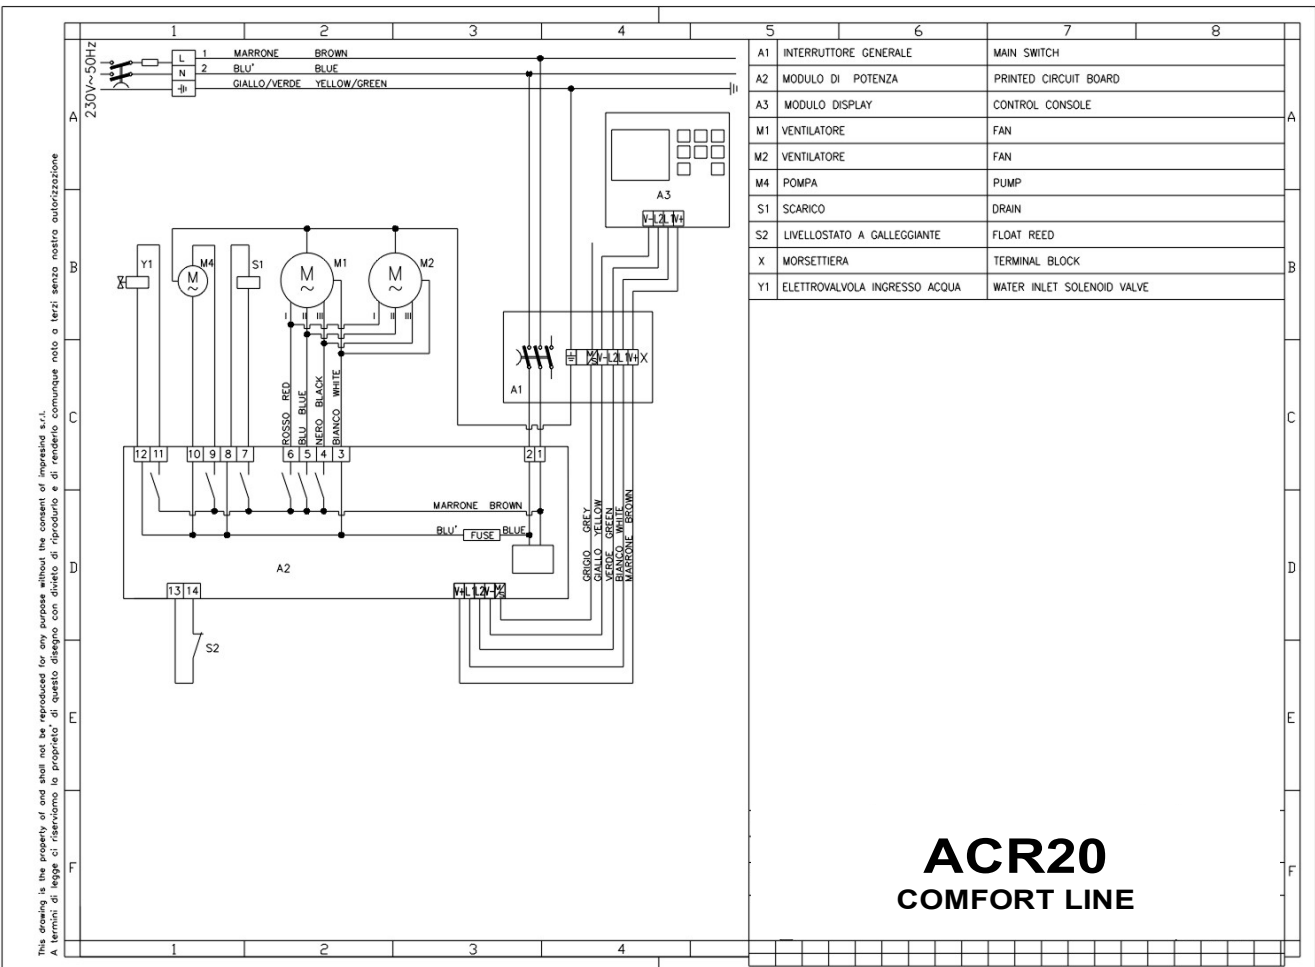 1 2 3 4 5 6 7 8
A1 INTERRUTTORE GENERALE MAIN SWITCH
A2 MODULO DI POTENZA PRINTED CIRCUIT BOARD
A3 MODULO DISPLAY CONTROL CONSOLE
M1 VENTILATORE FAN
M2 VENTILATORE FAN
M4 POMPA PUMP
S1 SCARICO DRAIN
S2 LIVELLOSTATO A GALLEGGIANTE FLOAT REED
X MORSETTIERA TERMINAL BLOCK
Y1 ELETTROVALVOLA INGRESSO ACQUA WATER INLET SOLENOID VALVE
230V~50Hz
L 1 MARRONE BROWN
N 2 BLU' BLUE
GIALLO/VERDE YELLOW/GREEN
A
A
A3
V- L2 L1 V+
B
B
Y1
M
M4
S1
M
M1
M
M2
I II III
I II III
M/S V- L2 L1 V+ X
A1
C
C
ROSSO RED
BLU BLUE
NERO BLACK
BIANCO WHITE
12 11 10 9 8 7 6 5 4 3 2 1
MARRONE BROWN
BLU' FUSE BLUE
GRIGIO GREY
GIALLO YELLOW
VERDE GREEN
BIANCO WHITE
MARRONE BROWN
D
D
A2
13 14
V+ L1 L2 V- M/S
S2
E
E
F
F
ACR20
COMFORT LINE
1 2 3 4
This drawing is the property of and shall not be reproduced for any purpose without the consent of impresind s.r.l.
A termini di legge ci riserviamo la proprieta' di questo disegno con divieto di riprodurlo e di renderlo comunque noto a terzi senza nostra autorizzazione